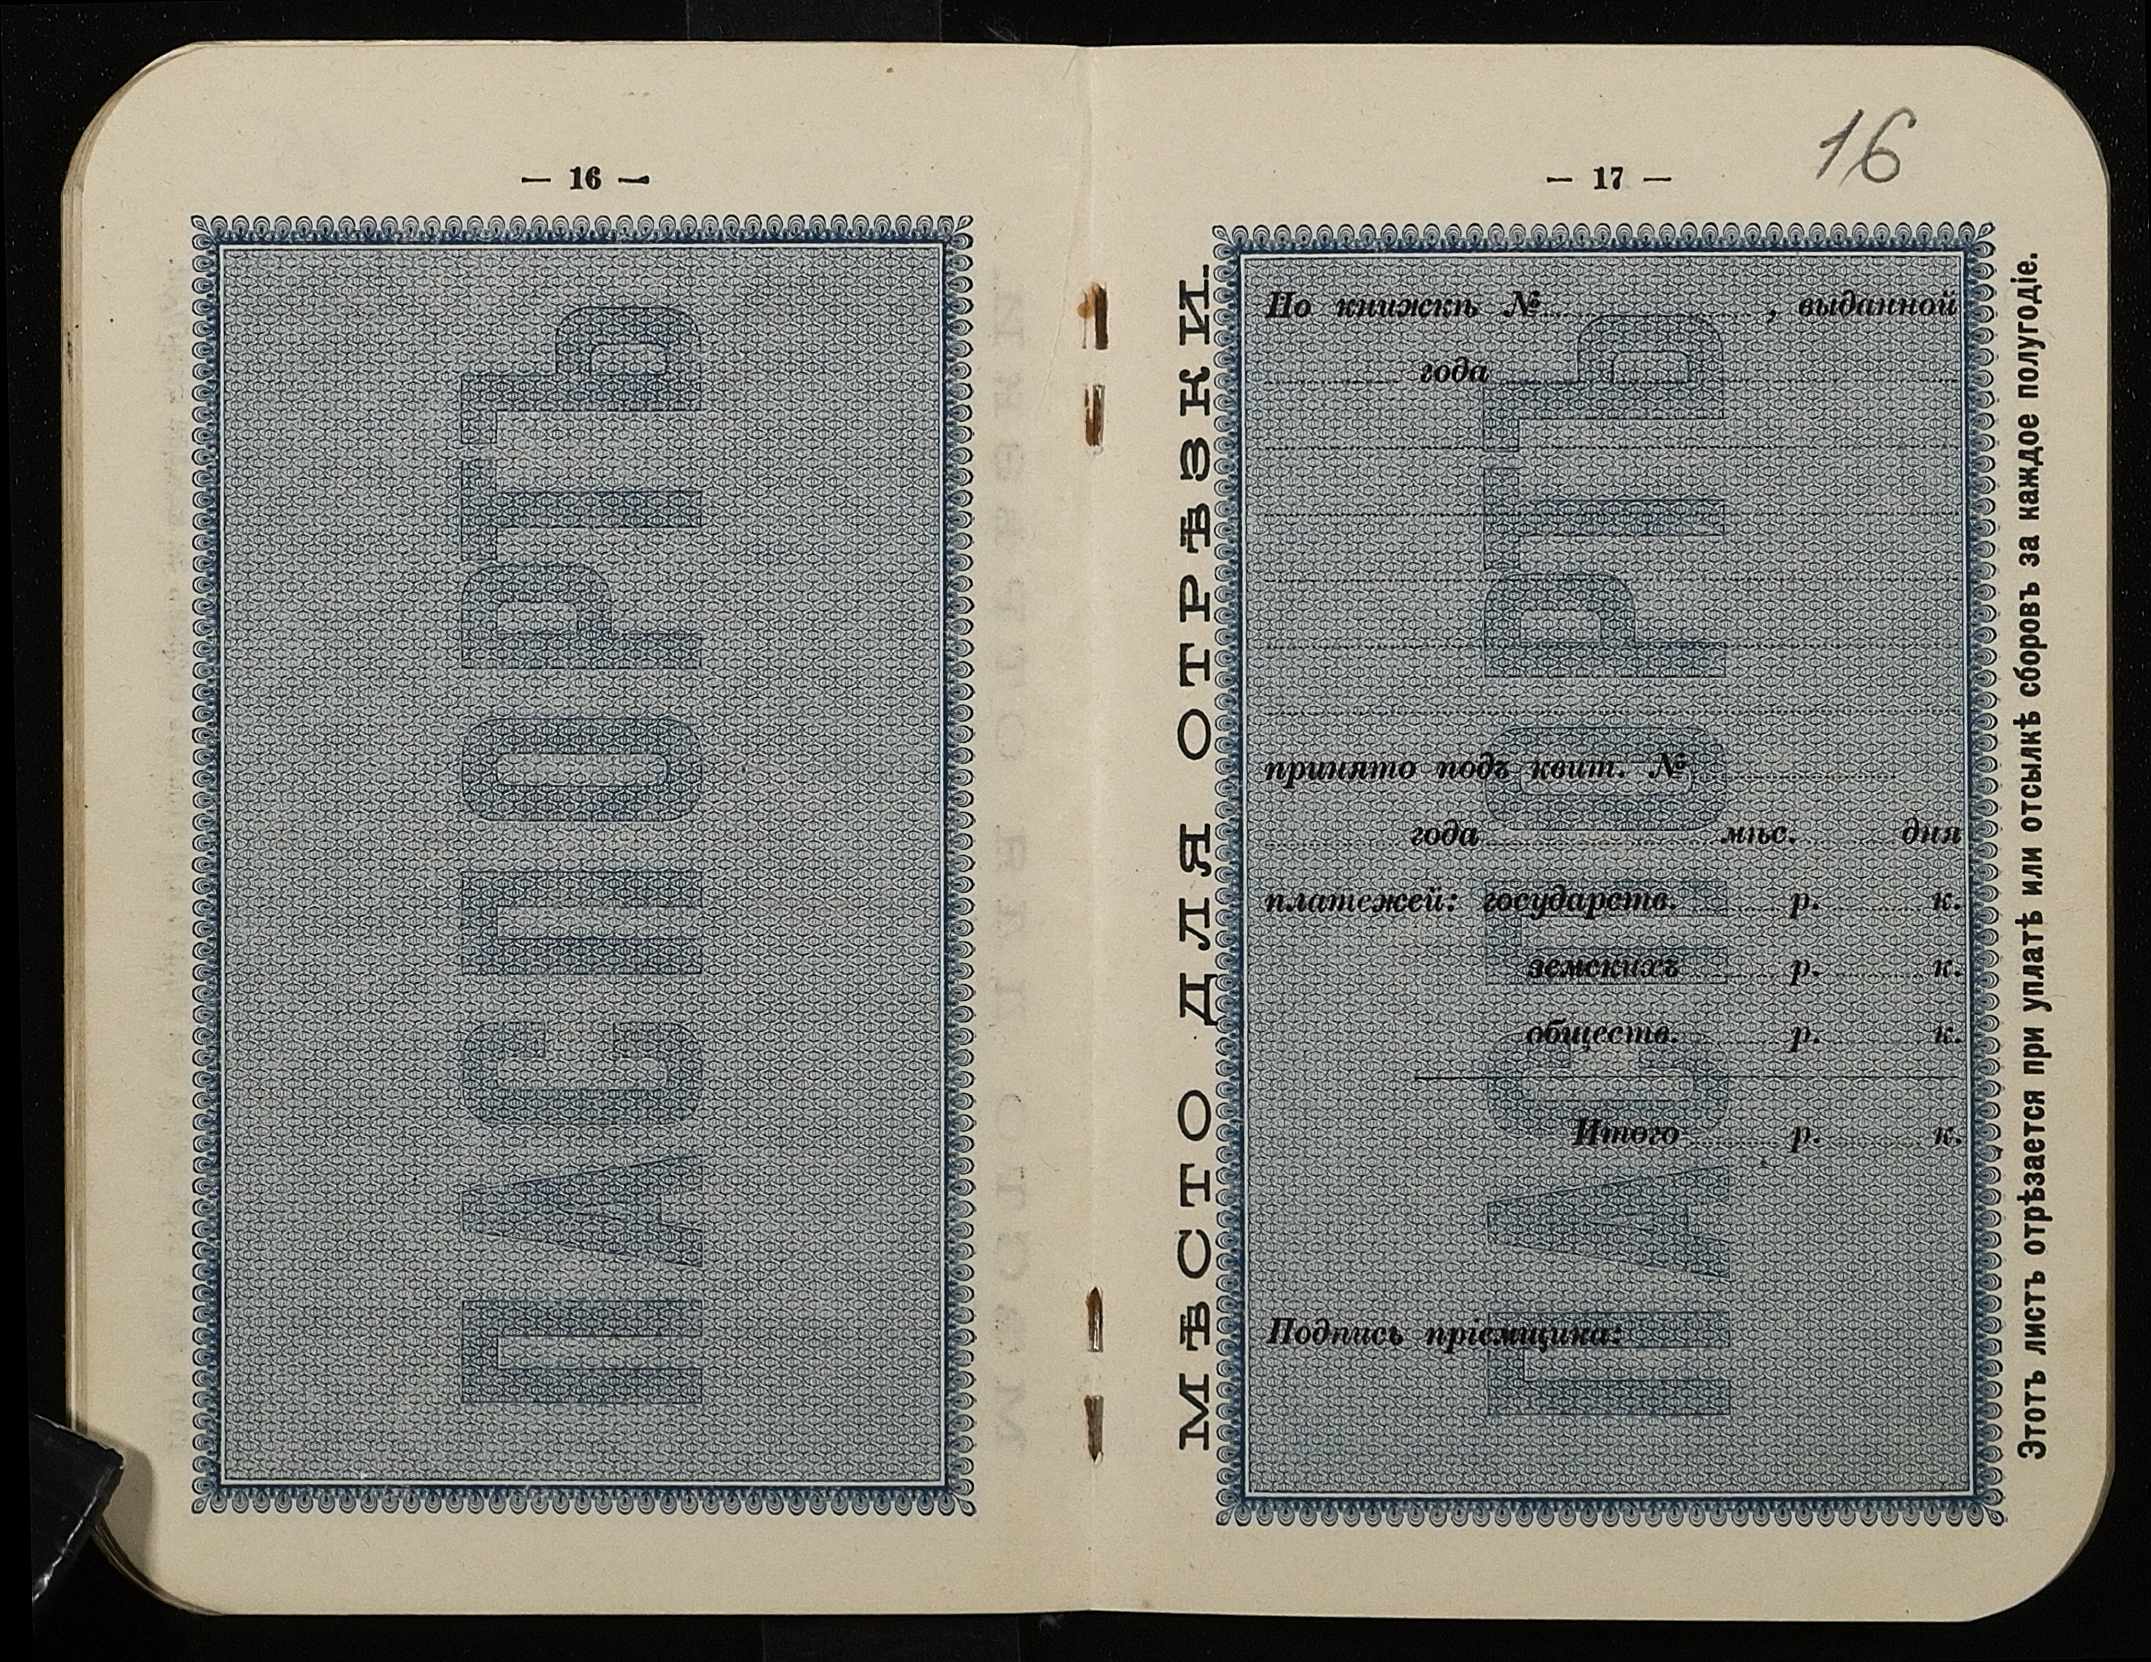 — 16 —
ПАСПОРТЪ
— 17 —
16
МѢСТО ДЛЯ ОТРѢЗКИ.
ПАСПОРТЪ
По книжкѣ № , выданной
года
принято подъ квит. №
года мѣс. дня
платежей: государств. р. к.
земскихъ р. к.
обществ. р. к.
Итого р. к.
Подпись пріемщика:
Этотъ листъ отрѣзается при уплатѣ или отсылкѣ сборовъ за каждое полугодіе.